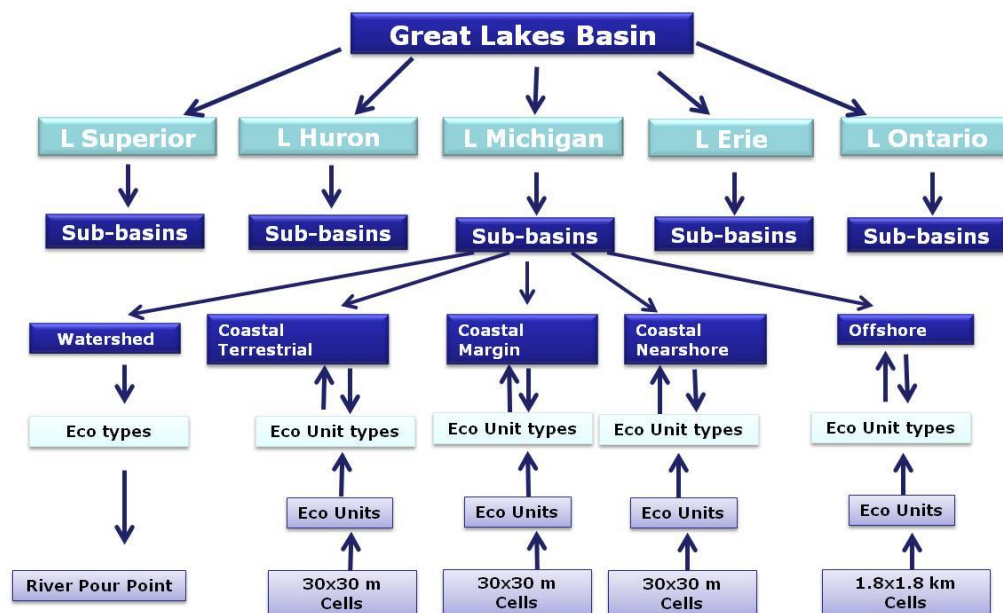 Great Lakes Basin
L Superior
L Huron
L Michigan
L Erie
L Ontario
Sub-basins
Sub-basins
Sub-basins
Sub-basins
Sub-basins
Watershed
Coastal
Terrestrial
Coastal
Margin
Coastal
Nearshore
Offshore
Eco types
Eco Unit types
Eco Unit types
Eco Unit types
Eco Unit types
Eco Units
Eco Units
Eco Units
Eco Units
River Pour Point
30x30 m
Cells
30x30 m
Cells
30x30 m
Cells
1.8x1.8 km
Cells